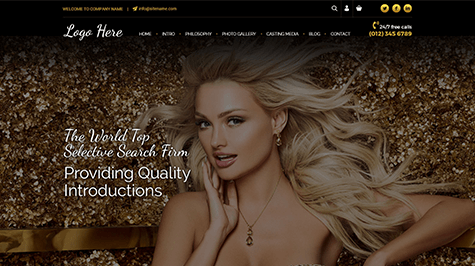 WELCOME TO COMPANY NAME | info@sitename.com
Logo Here
HOME INTRO PHILOSOPHY PHOTO GALLERY CASTING MEDIA BLOG CONTACT
24/7 free calls
(012) 345 6789
The World Top
Selective Search Firm
Providing Quality
Introductions